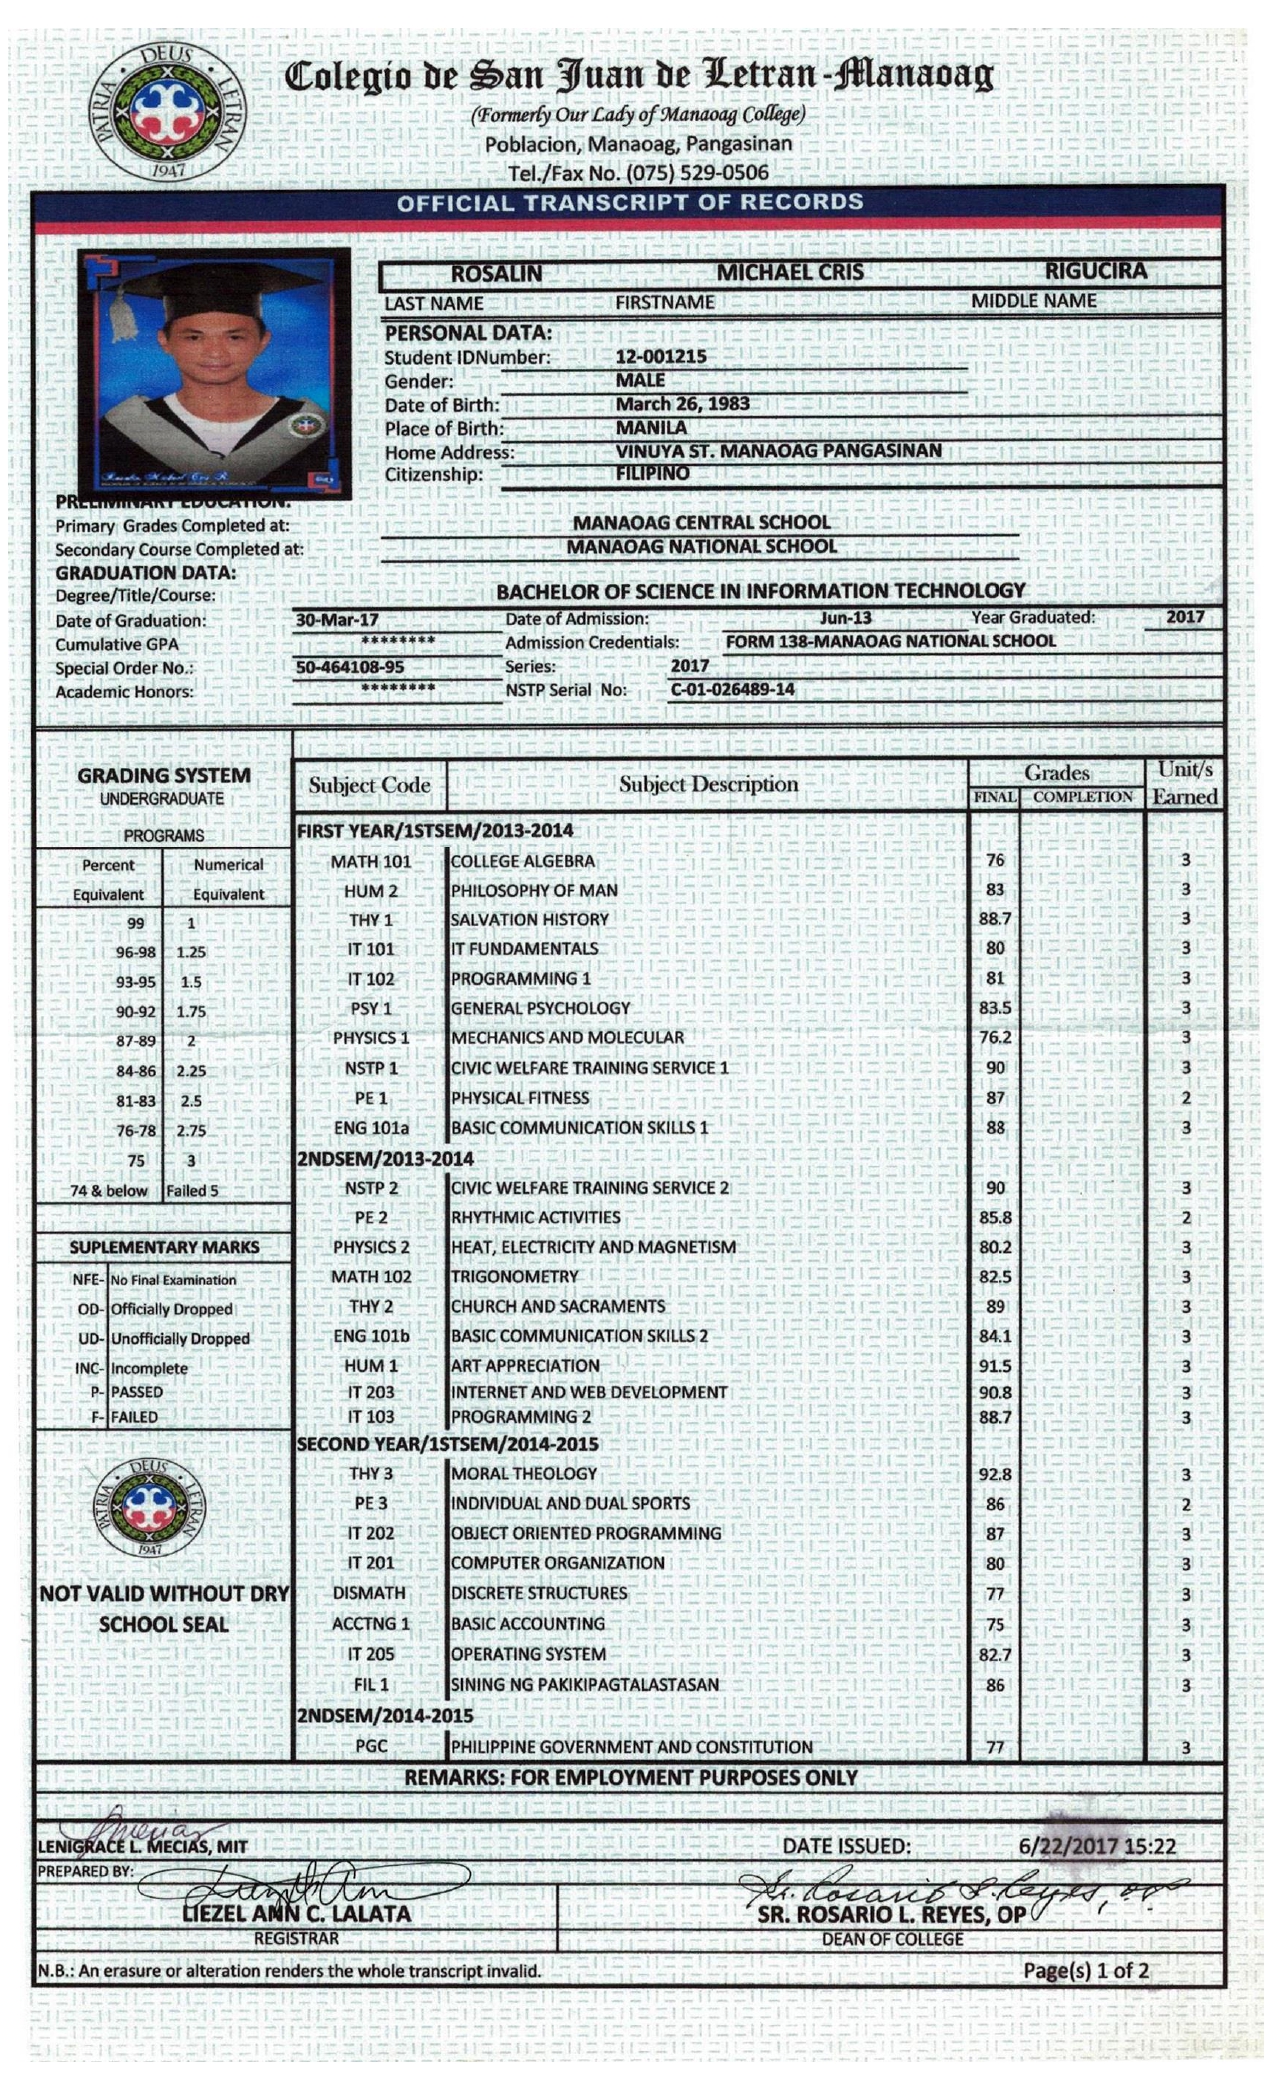 DEUS · PATRIA · LETRAN
1947
Colegio de San Juan de Letran-Manaoag
(Formerly Our Lady of Manaoag College)
Poblacion, Manaoag, Pangasinan
Tel./Fax No. (075) 529-0506
OFFICIAL TRANSCRIPT OF RECORDS
ROSALIN MICHAEL CRIS RIGUCIRA
LAST NAME FIRSTNAME MIDDLE NAME
PERSONAL DATA:
Student IDNumber: 12-001215
Gender: MALE
Date of Birth: March 26, 1983
Place of Birth: MANILA
Home Address: VINUYA ST. MANAOAG PANGASINAN
Citizenship: FILIPINO
PRELIMINARY EDUCATION:
Primary Grades Completed at: MANAOAG CENTRAL SCHOOL
Secondary Course Completed at: MANAOAG NATIONAL SCHOOL
GRADUATION DATA:
Degree/Title/Course: BACHELOR OF SCIENCE IN INFORMATION TECHNOLOGY
Date of Graduation: 30-Mar-17 Date of Admission: Jun-13 Year Graduated: 2017
Cumulative GPA ******** Admission Credentials: FORM 138-MANAOAG NATIONAL SCHOOL
Special Order No.: 50-464108-95 Series: 2017
Academic Honors: ******** NSTP Serial No: C-01-026489-14
GRADING SYSTEM
UNDERGRADUATE
PROGRAMS
Percent Numerical
Equivalent Equivalent
99 1
96-98 1.25
93-95 1.5
90-92 1.75
87-89 2
84-86 2.25
81-83 2.5
76-78 2.75
75 3
74 & below Failed 5
SUPLEMENTARY MARKS
NFE- No Final Examination
OD- Officially Dropped
UD- Unofficially Dropped
INC- Incomplete
P- PASSED
F- FAILED
DEUS · PATRIA · LETRAN
1947
NOT VALID WITHOUT DRY
SCHOOL SEAL
Subject Code Subject Description Grades Unit/s
FINAL COMPLETION Earned
FIRST YEAR/1STSEM/2013-2014
MATH 101 COLLEGE ALGEBRA 76 3
HUM 2 PHILOSOPHY OF MAN 83 3
THY 1 SALVATION HISTORY 88.7 3
IT 101 IT FUNDAMENTALS 80 3
IT 102 PROGRAMMING 1 81 3
PSY 1 GENERAL PSYCHOLOGY 83.5 3
PHYSICS 1 MECHANICS AND MOLECULAR 76.2 3
NSTP 1 CIVIC WELFARE TRAINING SERVICE 1 90 3
PE 1 PHYSICAL FITNESS 87 2
ENG 101a BASIC COMMUNICATION SKILLS 1 88 3
2NDSEM/2013-2014
NSTP 2 CIVIC WELFARE TRAINING SERVICE 2 90 3
PE 2 RHYTHMIC ACTIVITIES 85.8 2
PHYSICS 2 HEAT, ELECTRICITY AND MAGNETISM 80.2 3
MATH 102 TRIGONOMETRY 82.5 3
THY 2 CHURCH AND SACRAMENTS 89 3
ENG 101b BASIC COMMUNICATION SKILLS 2 84.1 3
HUM 1 ART APPRECIATION 91.5 3
IT 203 INTERNET AND WEB DEVELOPMENT 90.8 3
IT 103 PROGRAMMING 2 88.7 3
SECOND YEAR/1STSEM/2014-2015
THY 3 MORAL THEOLOGY 92.8 3
PE 3 INDIVIDUAL AND DUAL SPORTS 86 2
IT 202 OBJECT ORIENTED PROGRAMMING 87 3
IT 201 COMPUTER ORGANIZATION 80 3
DISMATH DISCRETE STRUCTURES 77 3
ACCTNG 1 BASIC ACCOUNTING 75 3
IT 205 OPERATING SYSTEM 82.7 3
FIL 1 SINING NG PAKIKIPAGTALASTASAN 86 3
2NDSEM/2014-2015
PGC PHILIPPINE GOVERNMENT AND CONSTITUTION 77 3
REMARKS: FOR EMPLOYMENT PURPOSES ONLY
LENIGRACE L. MECIAS, MIT DATE ISSUED: 6/22/2017 15:22
PREPARED BY:
Sr. Rosario L. Reyes, OP
LIEZEL ANN C. LALATA SR. ROSARIO L. REYES, OP
REGISTRAR DEAN OF COLLEGE
N.B.: An erasure or alteration renders the whole transcript invalid. Page(s) 1 of 2